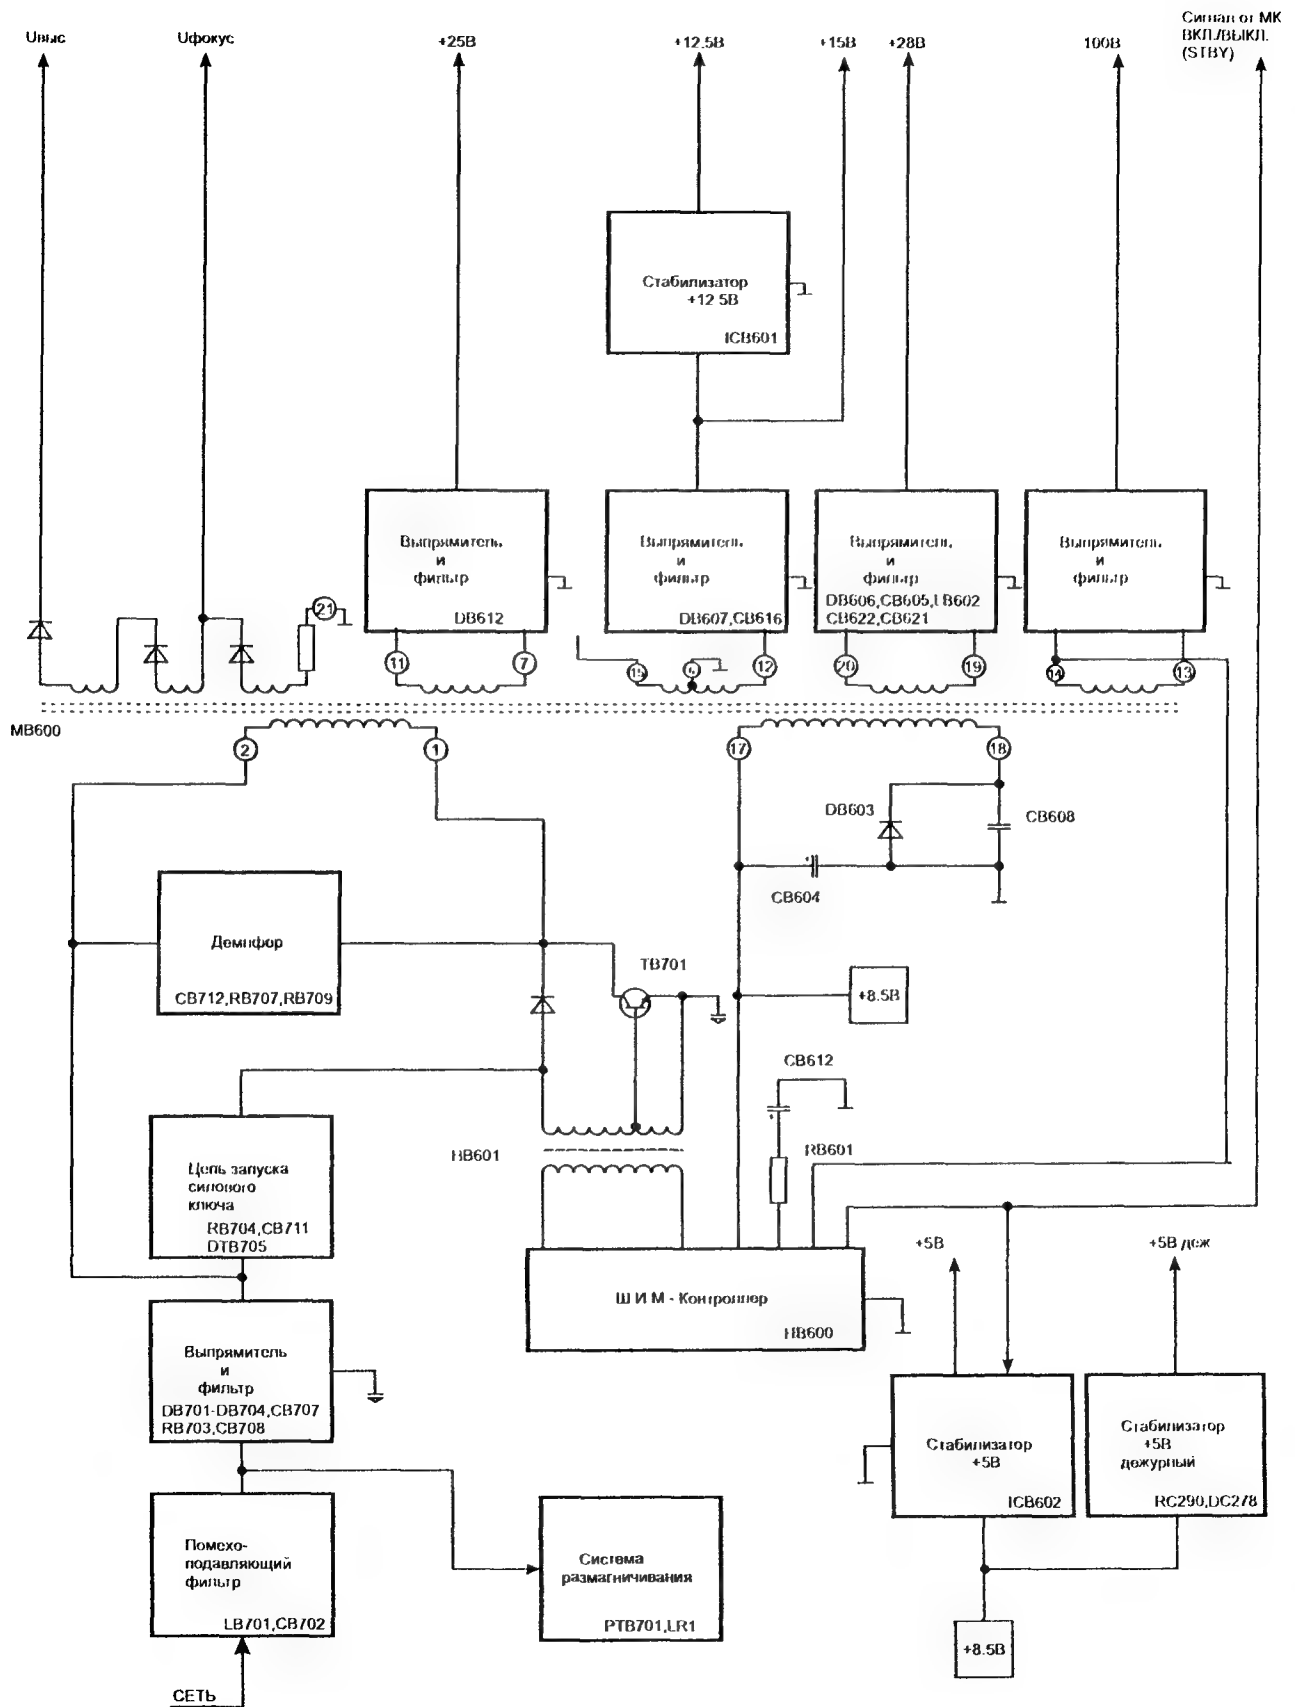 Сигнал от МК
ВКЛ./ВЫКЛ.
(STBY)
Uвыс
Uфокус
+25В
+12,5В
+15В
+28В
100В
Стабилизатор
+12 5В
ICB601
Выпрямитель
и
фильтр
DB612
Выпрямитель
и
фильтр
DB607,CB616
Выпрямитель
и
фильтр
DB606,CB605,LB602
CB622,CB621
Выпрямитель
и
фильтр
21
11
7
15
12
20
19
14
13
МВ600
2
1
17
18
DB603
CB608
CB604
Демпфор
CB712,RB707,RB709
TB701
+8.5В
CB612
Цепь запуска
силового
ключа
RB704,CB711
DTB705
HB601
RB601
+5В
+5В деж
Ш И М - Контроллер
HB600
Выпрямитель
и
фильтр
DB701-DB704,CB707
RB703,CB708
Стабилизатор
+5В
ICB602
Стабилизатор
+5В
дежурный
RC290,DC278
Помехо-
подавляющий
фильтр
LB701,CB702
Система
размагничивания
PTB701,LR1
+8.5В
СЕТЬ